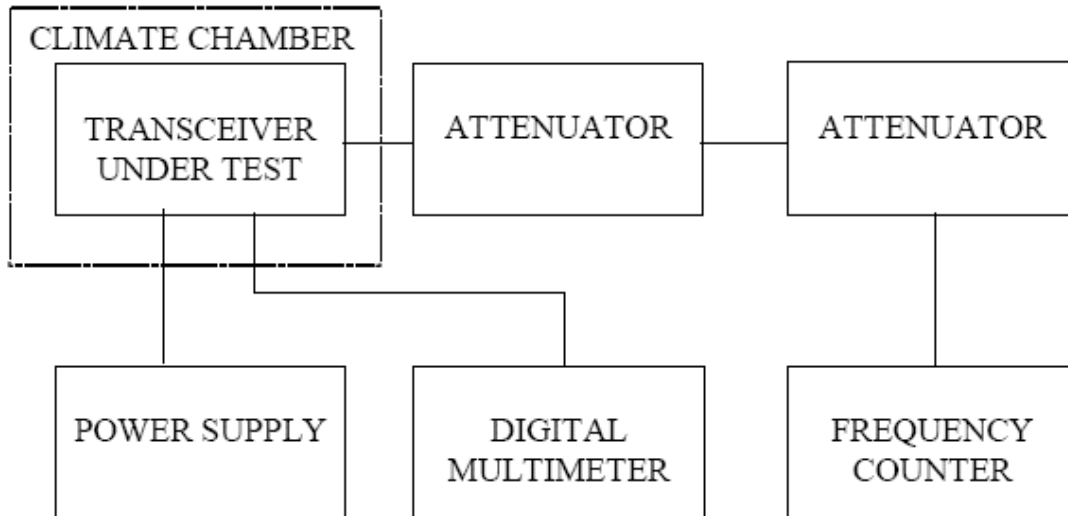 CLIMATE CHAMBER
TRANSCEIVER
UNDER TEST
ATTENUATOR
ATTENUATOR
POWER SUPPLY
DIGITAL
MULTIMETER
FREQUENCY
COUNTER